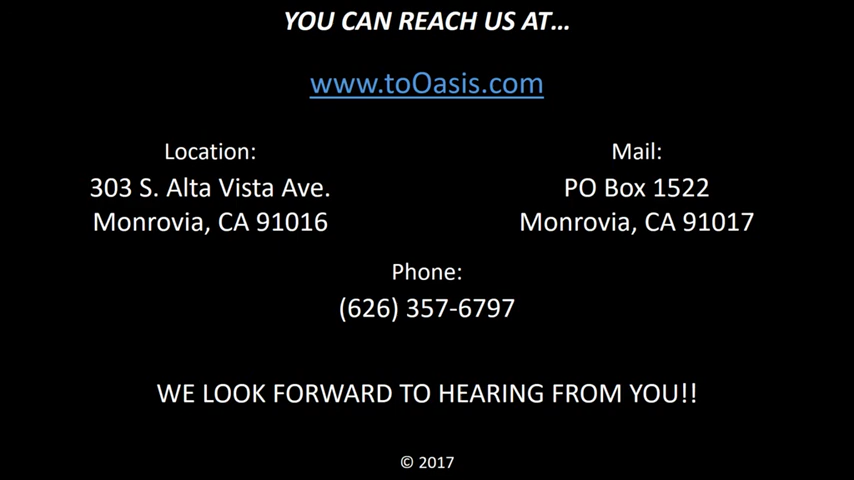 YOU CAN REACH US AT...
www.toOasis.com
Location:
303 S. Alta Vista Ave.
Monrovia, CA 91016
Mail:
PO Box 1522
Monrovia, CA 91017
Phone:
(626) 357-6797
WE LOOK FORWARD TO HEARING FROM YOU!!
© 2017